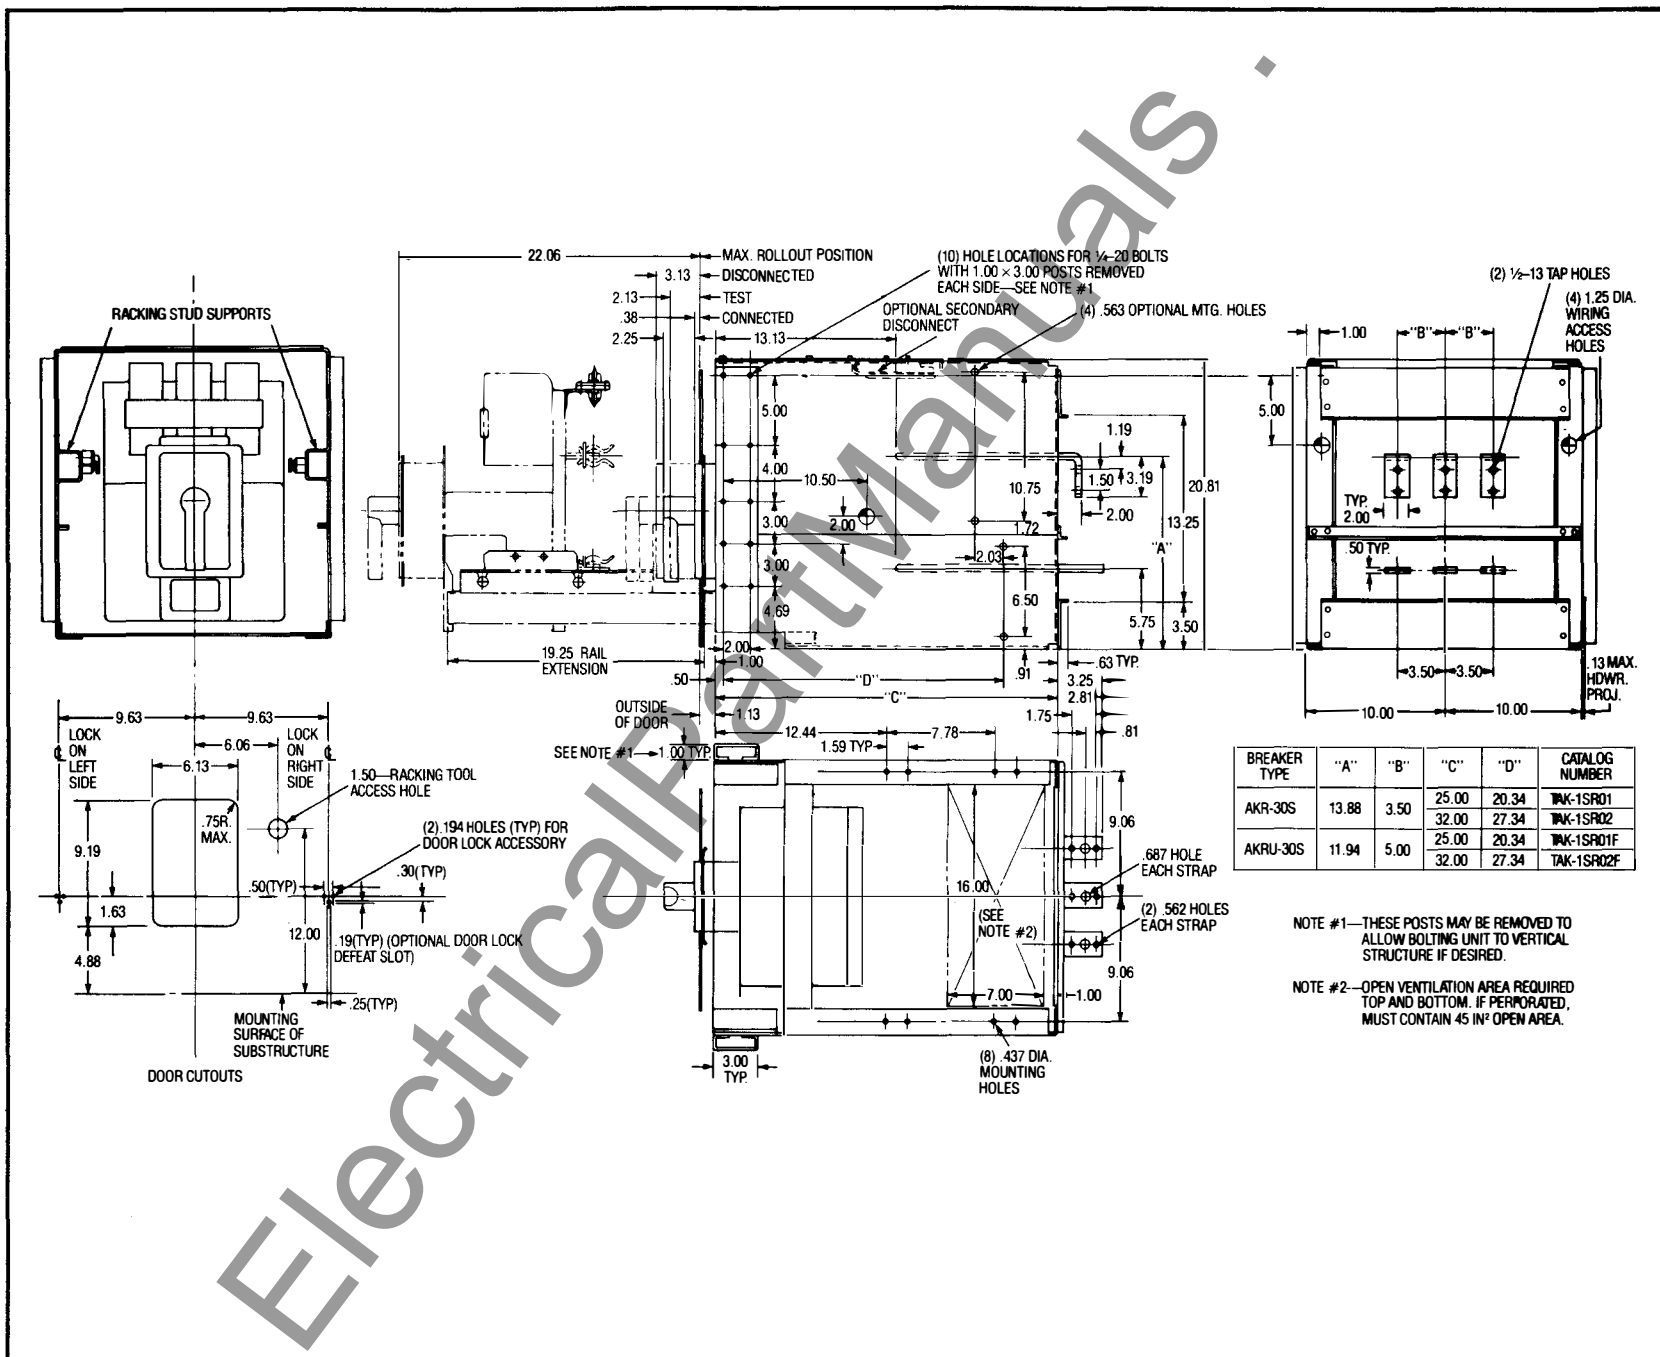 22.06
MAX. ROLLOUT POSITION
3.13
DISCONNECTED
2.13
TEST
.38
CONNECTED
2.25
13.13
(10) HOLE LOCATIONS FOR ¼-20 BOLTS
WITH 1.00 × 3.00 POSTS REMOVED
EACH SIDE—SEE NOTE #1
OPTIONAL SECONDARY
DISCONNECT
(4) .563 OPTIONAL MTG. HOLES
(2) ½-13 TAP HOLES
(4) 1.25 DIA.
WIRING
ACCESS
HOLES
RACKING STUD SUPPORTS
1.00
"B"
"B"
5.00
5.00
4.00
10.50
3.00
2.00
3.00
4.69
10.75
1.72
2.03
6.50
1.19
1.50
3.19
2.00
20.81
13.25
"A"
5.75
3.50
TYP.
2.00
.50 TYP.
19.25 RAIL
EXTENSION
2.00
1.00
.50
"D"
"C"
.91
.63 TYP.
3.25
2.81
1.75
.81
3.50
3.50
10.00
10.00
.13 MAX.
HDWR.
PROJ.
OUTSIDE
OF DOOR
1.13
12.44
7.78
1.59 TYP
SEE NOTE #1
1.00 TYP
9.63
9.63
LOCK
ON
LEFT
SIDE
LOCK
ON
RIGHT
SIDE
6.06
6.13
1.50—RACKING TOOL
ACCESS HOLE
.75R.
MAX.
(2) .194 HOLES (TYP) FOR
DOOR LOCK ACCESSORY
9.19
.50(TYP)
.30(TYP)
1.63
12.00
4.88
.19(TYP) (OPTIONAL DOOR LOCK
DEFEAT SLOT)
.25(TYP)
MOUNTING
SURFACE OF
SUBSTRUCTURE
DOOR CUTOUTS
16.00
(SEE
NOTE #2)
7.00
1.00
9.06
9.06
.687 HOLE
EACH STRAP
(2) .562 HOLES
EACH STRAP
3.00
TYP.
(8) .437 DIA.
MOUNTING
HOLES
BREAKER TYPE "A" "B" "C" "D" CATALOG NUMBER
AKR-30S 13.88 3.50 25.00 20.34 TAK-1SR01
32.00 27.34 TAK-1SR02
AKRU-30S 11.94 5.00 25.00 20.34 TAK-1SR01F
32.00 27.34 TAK-1SR02F
NOTE #1—THESE POSTS MAY BE REMOVED TO
ALLOW BOLTING UNIT TO VERTICAL
STRUCTURE IF DESIRED.
NOTE #2—OPEN VENTILATION AREA REQUIRED
TOP AND BOTTOM. IF PERFORATED,
MUST CONTAIN 45 IN² OPEN AREA.
ElectricalPartManuals .